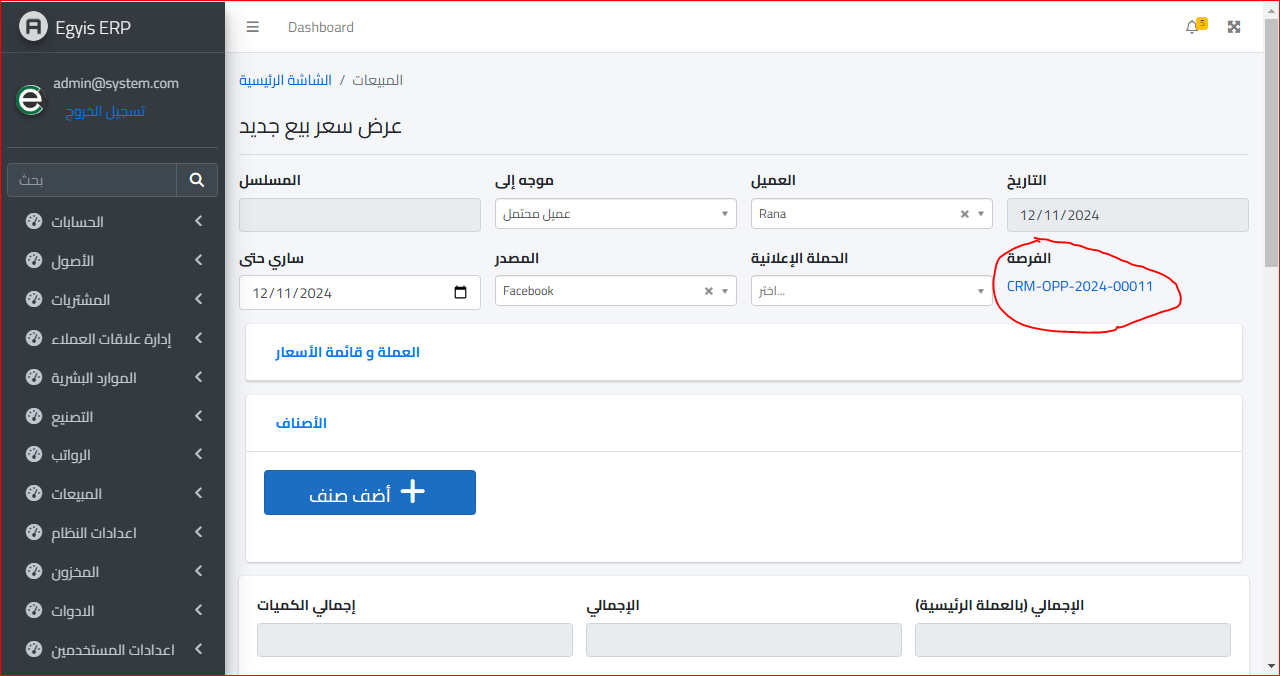 A Egyis ERP
admin@system.com
تسجيل الخروج
بحث
الحسابات
الأصول
المشتريات
إدارة علاقات العملاء
الموارد البشرية
التصنيع
الرواتب
المبيعات
اعدادات النظام
المخزون
الادوات
اعدادات المستخدمين
Dashboard
5
الشاشة الرئيسية / المبيعات
عرض سعر بيع جديد
المسلسل
موجه إلى
العميل
التاريخ
عميل محتمل
Rana
12/11/2024
ساري حتى
المصدر
الحملة الإعلانية
الفرصة
12/11/2024
Facebook
اختر...
CRM-OPP-2024-00011
العملة و قائمة الأسعار
الأصناف
أضف صنف
إجمالي الكميات
الإجمالي
الإجمالي (بالعملة الرئيسية)